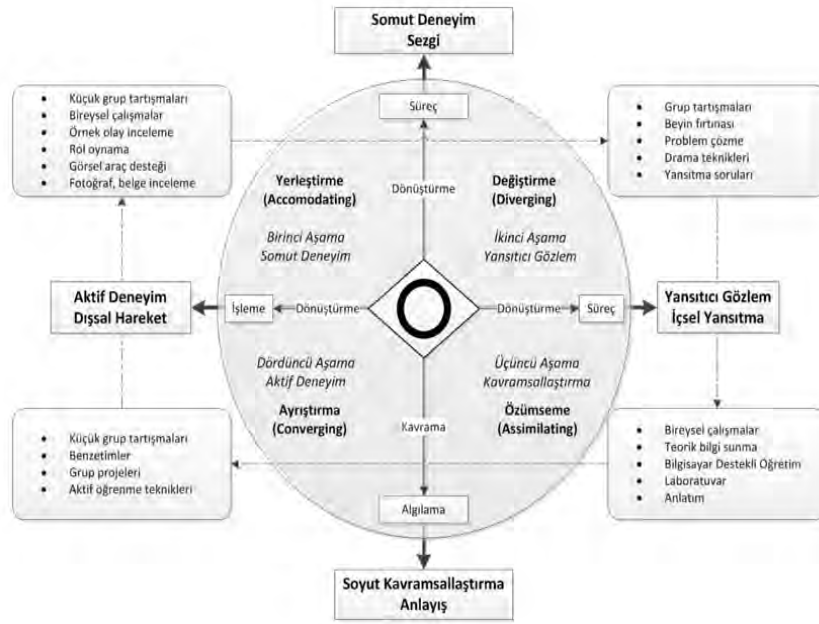 Somut Deneyim
Sezgi
• Küçük grup tartışmaları
• Bireysel çalışmalar
• Örnek olay inceleme
• Rol oynama
• Görsel araç desteği
• Fotoğraf, belge inceleme
Süreç
• Grup tartışmaları
• Beyin fırtınası
• Problem çözme
• Drama teknikleri
• Yansıtma soruları
Dönüştürme
Yerleştirme
(Accomodating)
Değiştirme
(Diverging)
Birinci Aşama
Somut Deneyim
İkinci Aşama
Yansıtıcı Gözlem
Aktif Deneyim
Dışsal Hareket
İşleme
Dönüştürme
Dönüştürme
Süreç
Yansıtıcı Gözlem
İçsel Yansıtma
Dördüncü Aşama
Aktif Deneyim
Üçüncü Aşama
Kavramsallaştırma
Ayrıştırma
(Converging)
Özümseme
(Assimilating)
Kavrama
• Küçük grup tartışmaları
• Benzetimler
• Grup projeleri
• Aktif öğrenme teknikleri
• Bireysel çalışmalar
• Teorik bilgi sunma
• Bilgisayar Destekli Öğretim
• Laboratuvar
• Anlatım
Algılama
Soyut Kavramsallaştırma
Anlayış